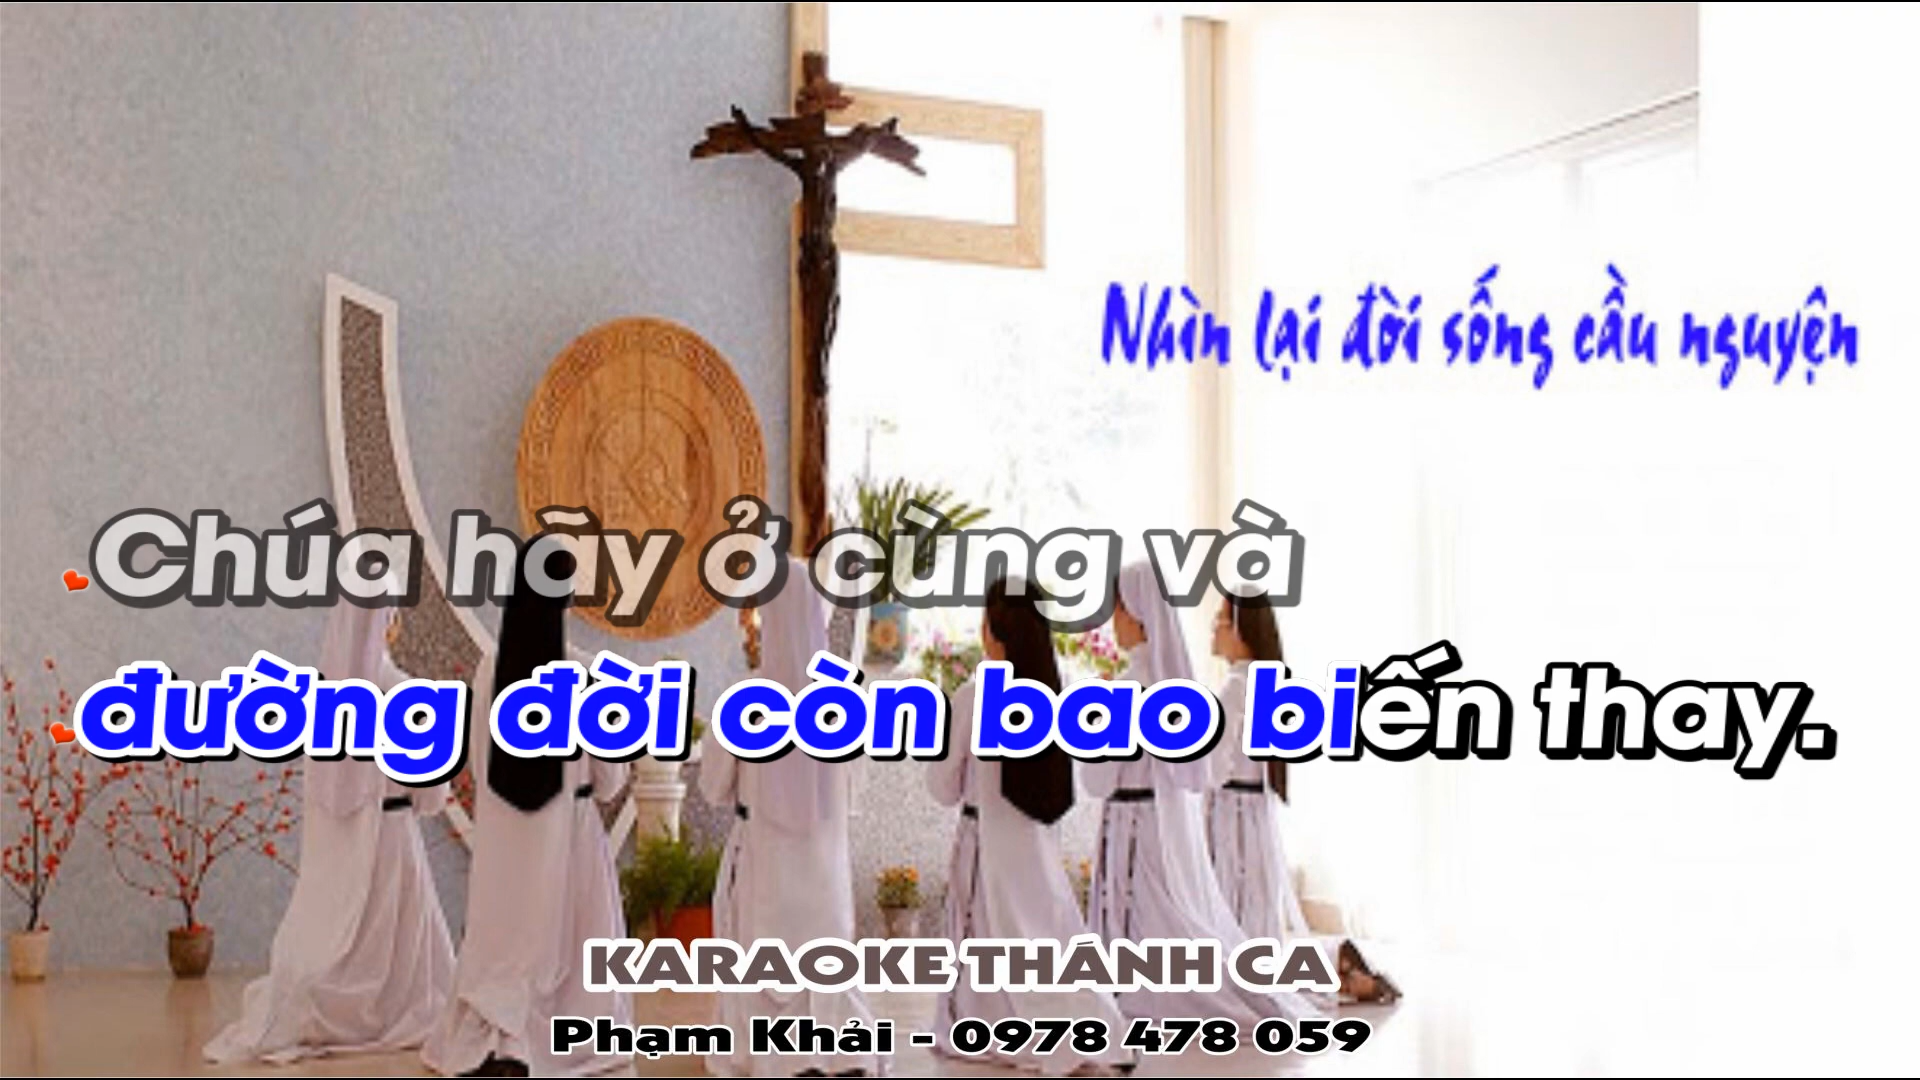 Nhìn lại đời sống cầu nguyện
Chúa hãy ở cùng và
đường đời còn bao biến thay.
KARAOKE THÁNH CA
Phạm Khải - 0978 478 059